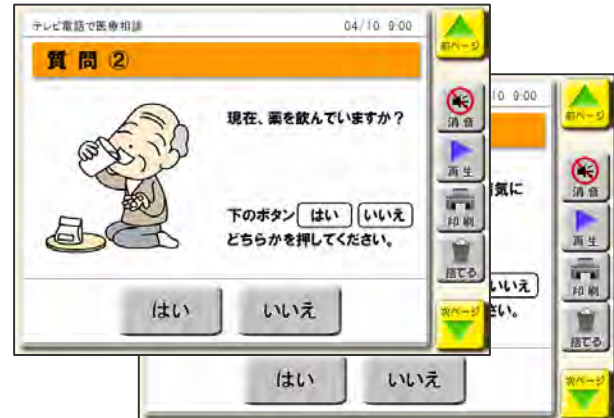 テレビ電話で医療相談
04/10 9:00
質問②
現在、薬を飲んでいますか?
下のボタン はい いいえ
どちらかを押してください。
はい いいえ
前ページ
消音
再生
印刷
捨てる
次ページ
10 9:00
気に
いいえ
さい。
はい いいえ
前ページ
消音
再生
印刷
捨てる
次ページ